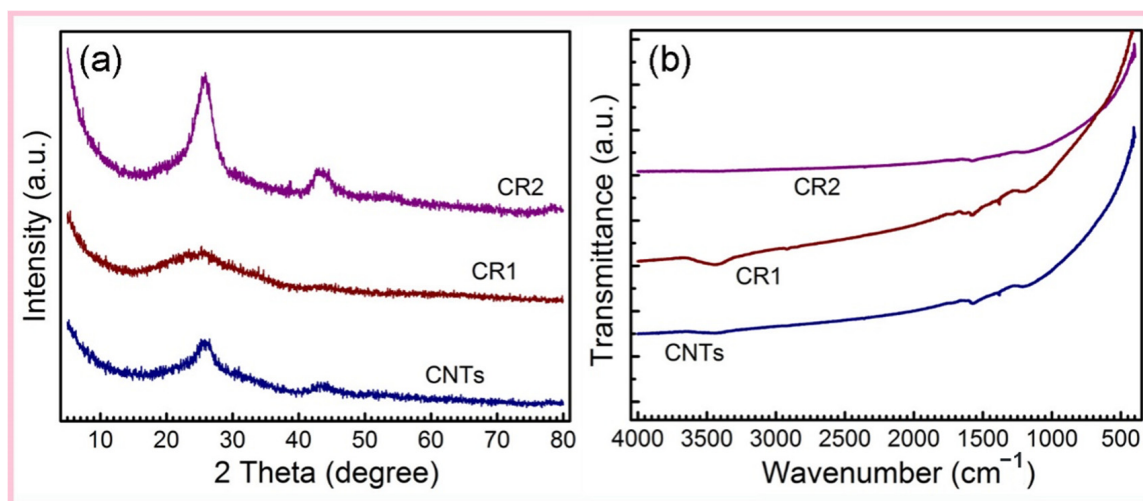 (a)
CR2
CR1
CNTs
Intensity (a.u.)
10 20 30 40 50 60 70 80
2 Theta (degree)
(b)
CR2
CR1
CNTs
Transmittance (a.u.)
4000 3500 3000 2500 2000 1500 1000 500
Wavenumber (cm⁻¹)